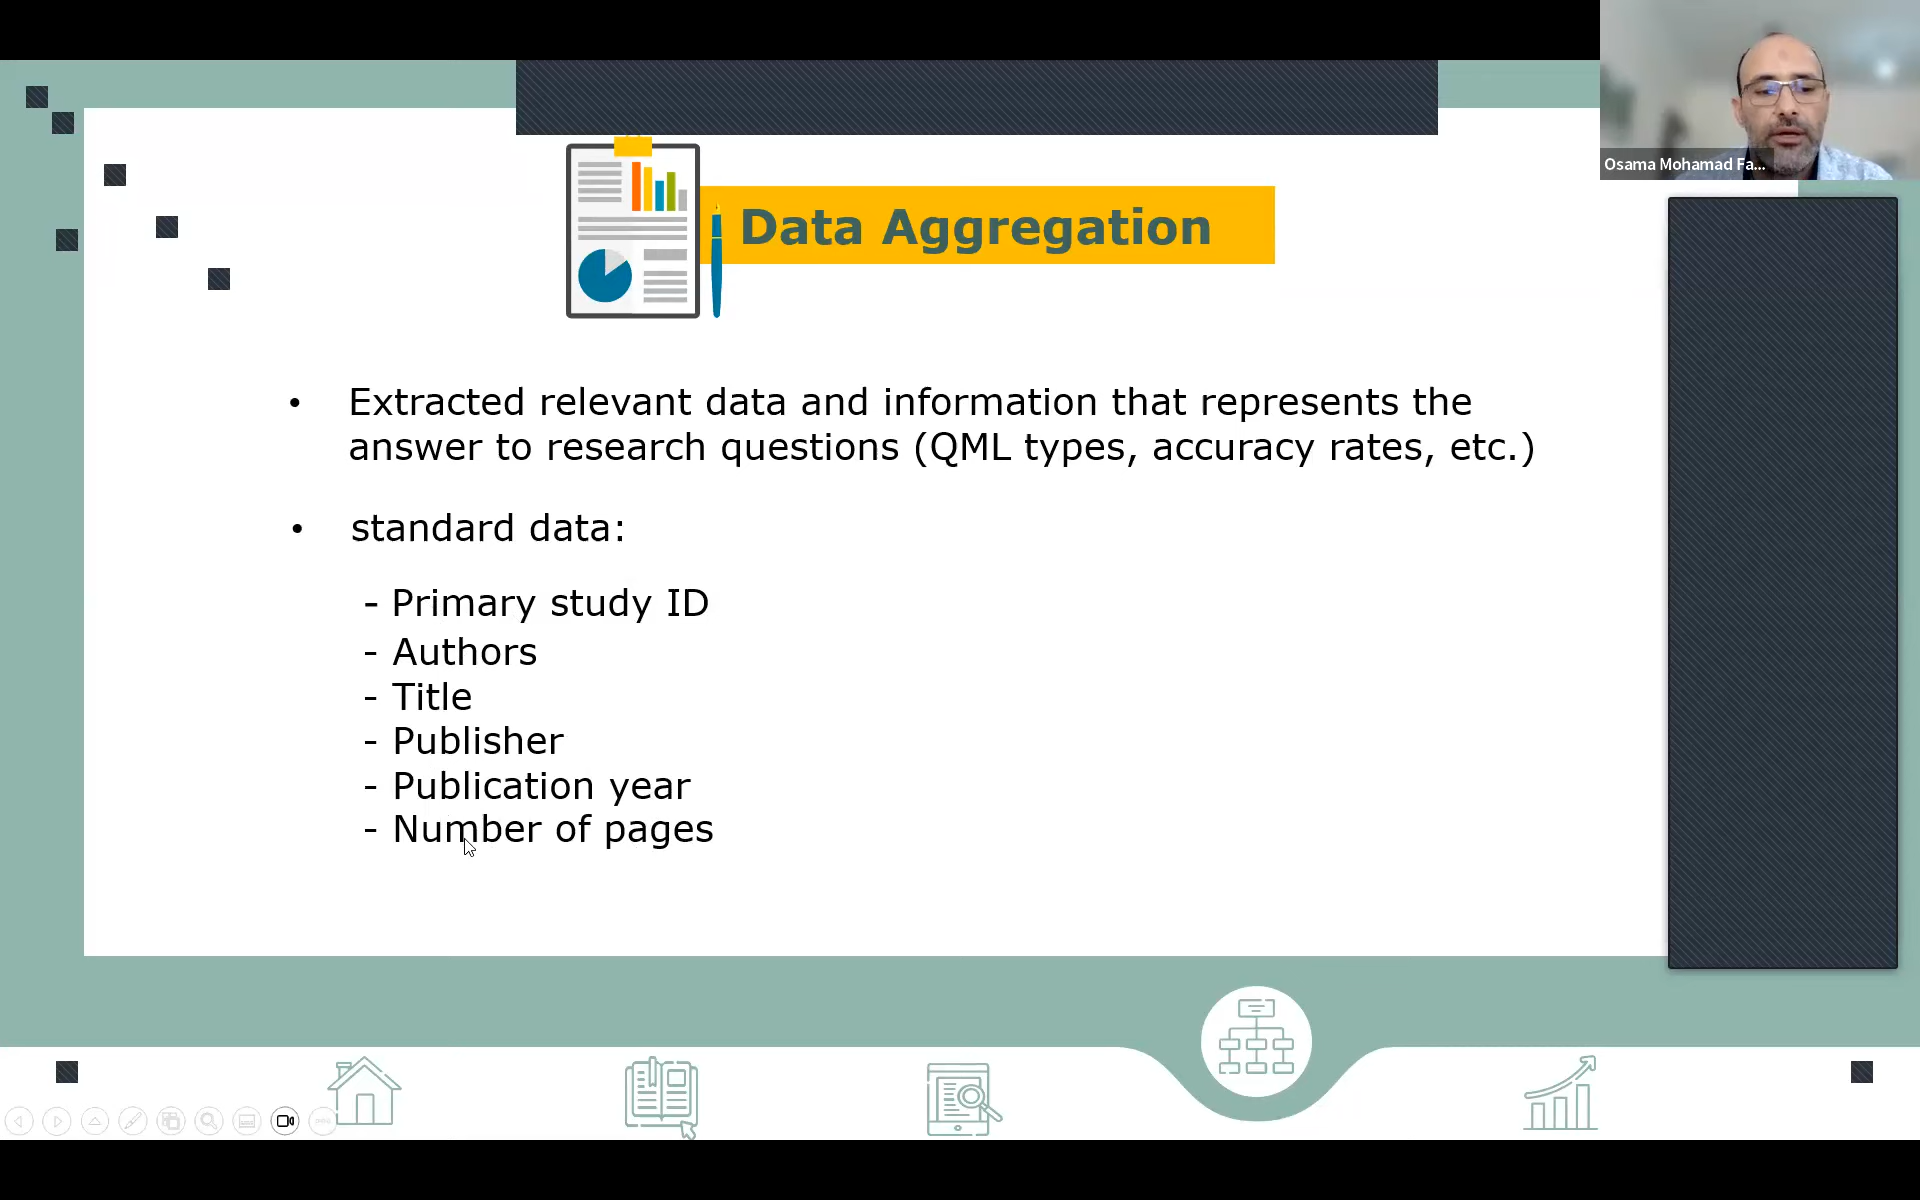 Osama Mohamad Fa...
Data Aggregation
• Extracted relevant data and information that represents the
answer to research questions (QML types, accuracy rates, etc.)
• standard data:
- Primary study ID
- Authors
- Title
- Publisher
- Publication year
- Number of pages